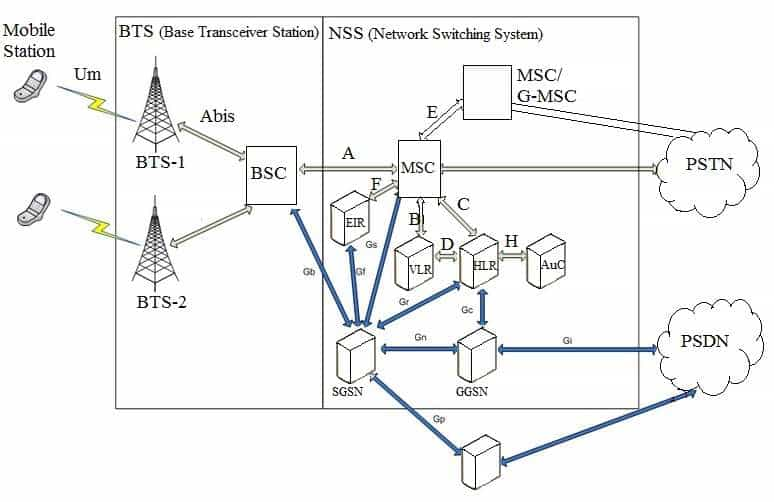 Mobile
Station
BTS (Base Transceiver Station)
NSS (Network Switching System)
Um
MSC/
G-MSC
Abis
E
BTS-1
A
BSC
MSC
PSTN
F
EIR
B
C
Gs
D
H
VLR
HLR
AuC
Gb
Gf
BTS-2
Gr
Gc
Gn
Gi
PSDN
SGSN
GGSN
Gp